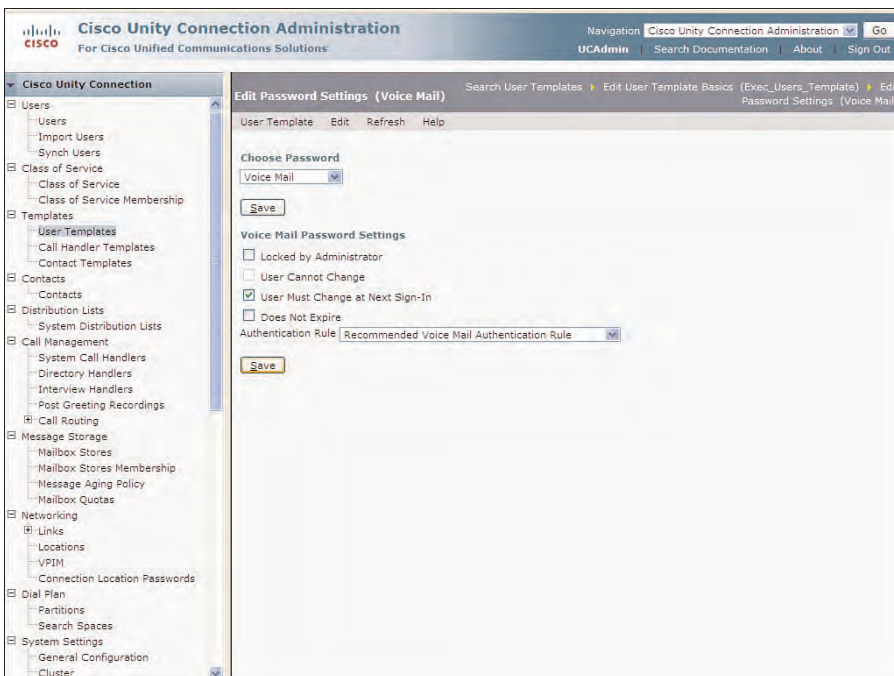 Cisco Unity Connection Administration
For Cisco Unified Communications Solutions
CISCO
Navigation Cisco Unity Connection Administration Go
UCAdmin | Search Documentation | About | Sign Out
Cisco Unity Connection
Users
Users
Import Users
Synch Users
Class of Service
Class of Service
Class of Service Membership
Templates
User Templates
Call Handler Templates
Contact Templates
Contacts
Contacts
Distribution Lists
System Distribution Lists
Call Management
System Call Handlers
Directory Handlers
Interview Handlers
Post Greeting Recordings
Call Routing
Message Storage
Mailbox Stores
Mailbox Stores Membership
Message Aging Policy
Mailbox Quotas
Networking
Links
Locations
VPIM
Connection Location Passwords
Dial Plan
Partitions
Search Spaces
System Settings
General Configuration
Cluster
Edit Password Settings (Voice Mail)
Search User Templates Edit User Template Basics (Exec_Users_Template) Edi
Password Settings (Voice Mail
User Template Edit Refresh Help
Choose Password
Voice Mail
Save
Voice Mail Password Settings
Locked by Administrator
User Cannot Change
User Must Change at Next Sign-In
Does Not Expire
Authentication Rule Recommended Voice Mail Authentication Rule
Save